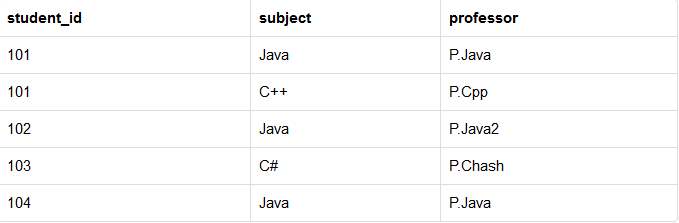 student_id subject professor
101 Java P.Java
101 C++ P.Cpp
102 Java P.Java2
103 C# P.Chash
104 Java P.Java